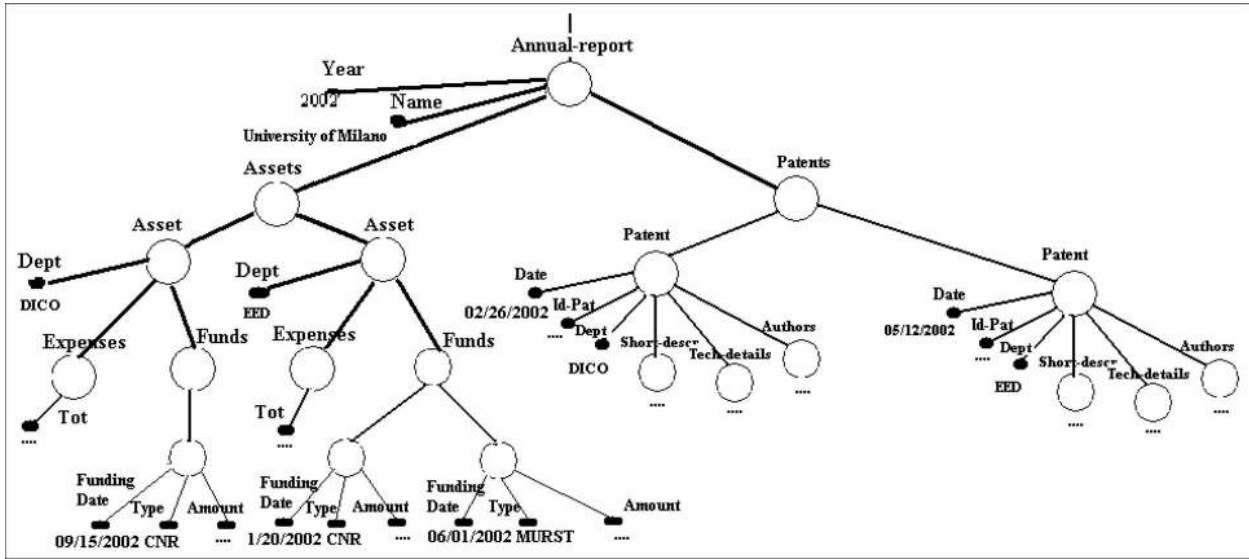 Annual-report
Year
2002
Name
University of Milano
Assets
Patents
Asset
Asset
Patent
Patent
Dept
DICO
Dept
EED
Date
02/26/2002
Id-Pat
....
Dept
DICO
Short-descr
....
Tech-details
....
Authors
....
Date
05/12/2002
Id-Pat
....
Dept
EED
Short-descr
....
Tech-details
....
Authors
....
Expenses
Funds
Expenses
Funds
Tot
....
Tot
....
Funding
Date
Type
Amount
09/15/2002 CNR
....
Funding
Date
Type
Amount
1/20/2002 CNR
....
Funding
Date
Type
Amount
06/01/2002 MURST
....